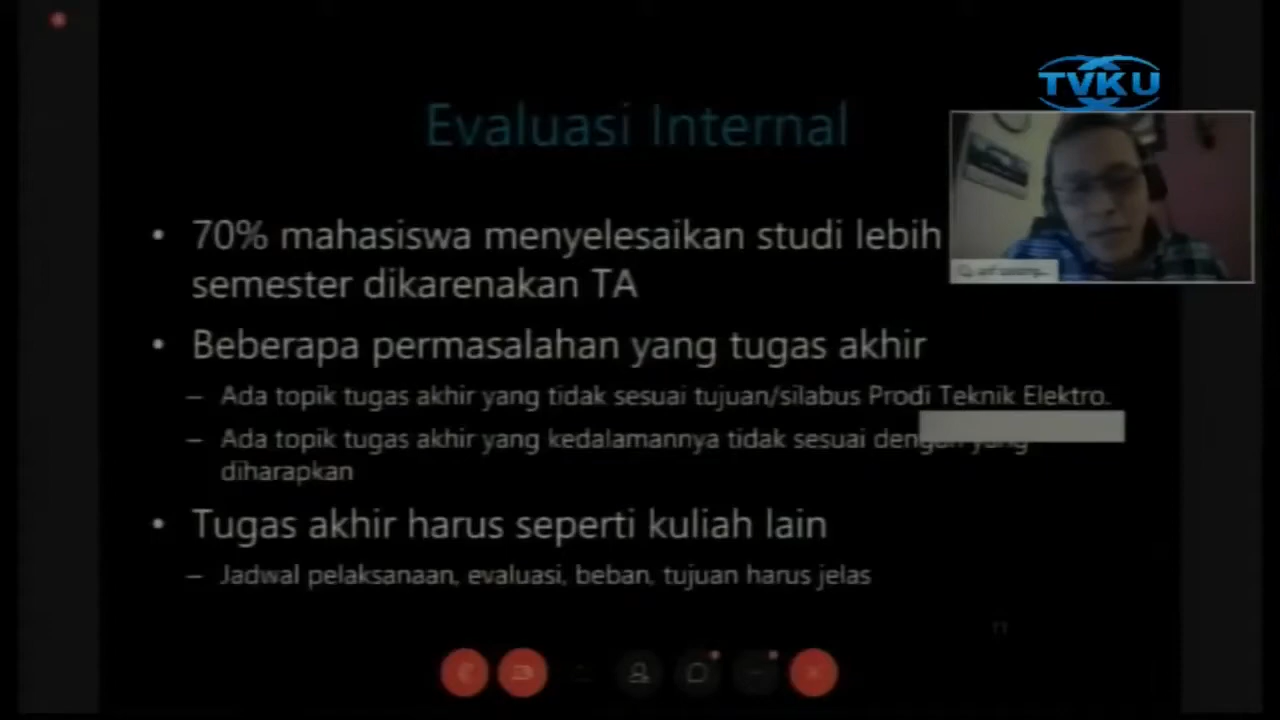 TVKU
Evaluasi Internal
• 70% mahasiswa menyelesaikan studi lebih
semester dikarenakan TA
• Beberapa permasalahan yang tugas akhir
– Ada topik tugas akhir yang tidak sesuai tujuan/silabus Prodi Teknik Elektro.
– Ada topik tugas akhir yang kedalamannya tidak sesuai dengan yang
diharapkan
• Tugas akhir harus seperti kuliah lain
– Jadwal pelaksanaan, evaluasi, beban, tujuan harus jelas